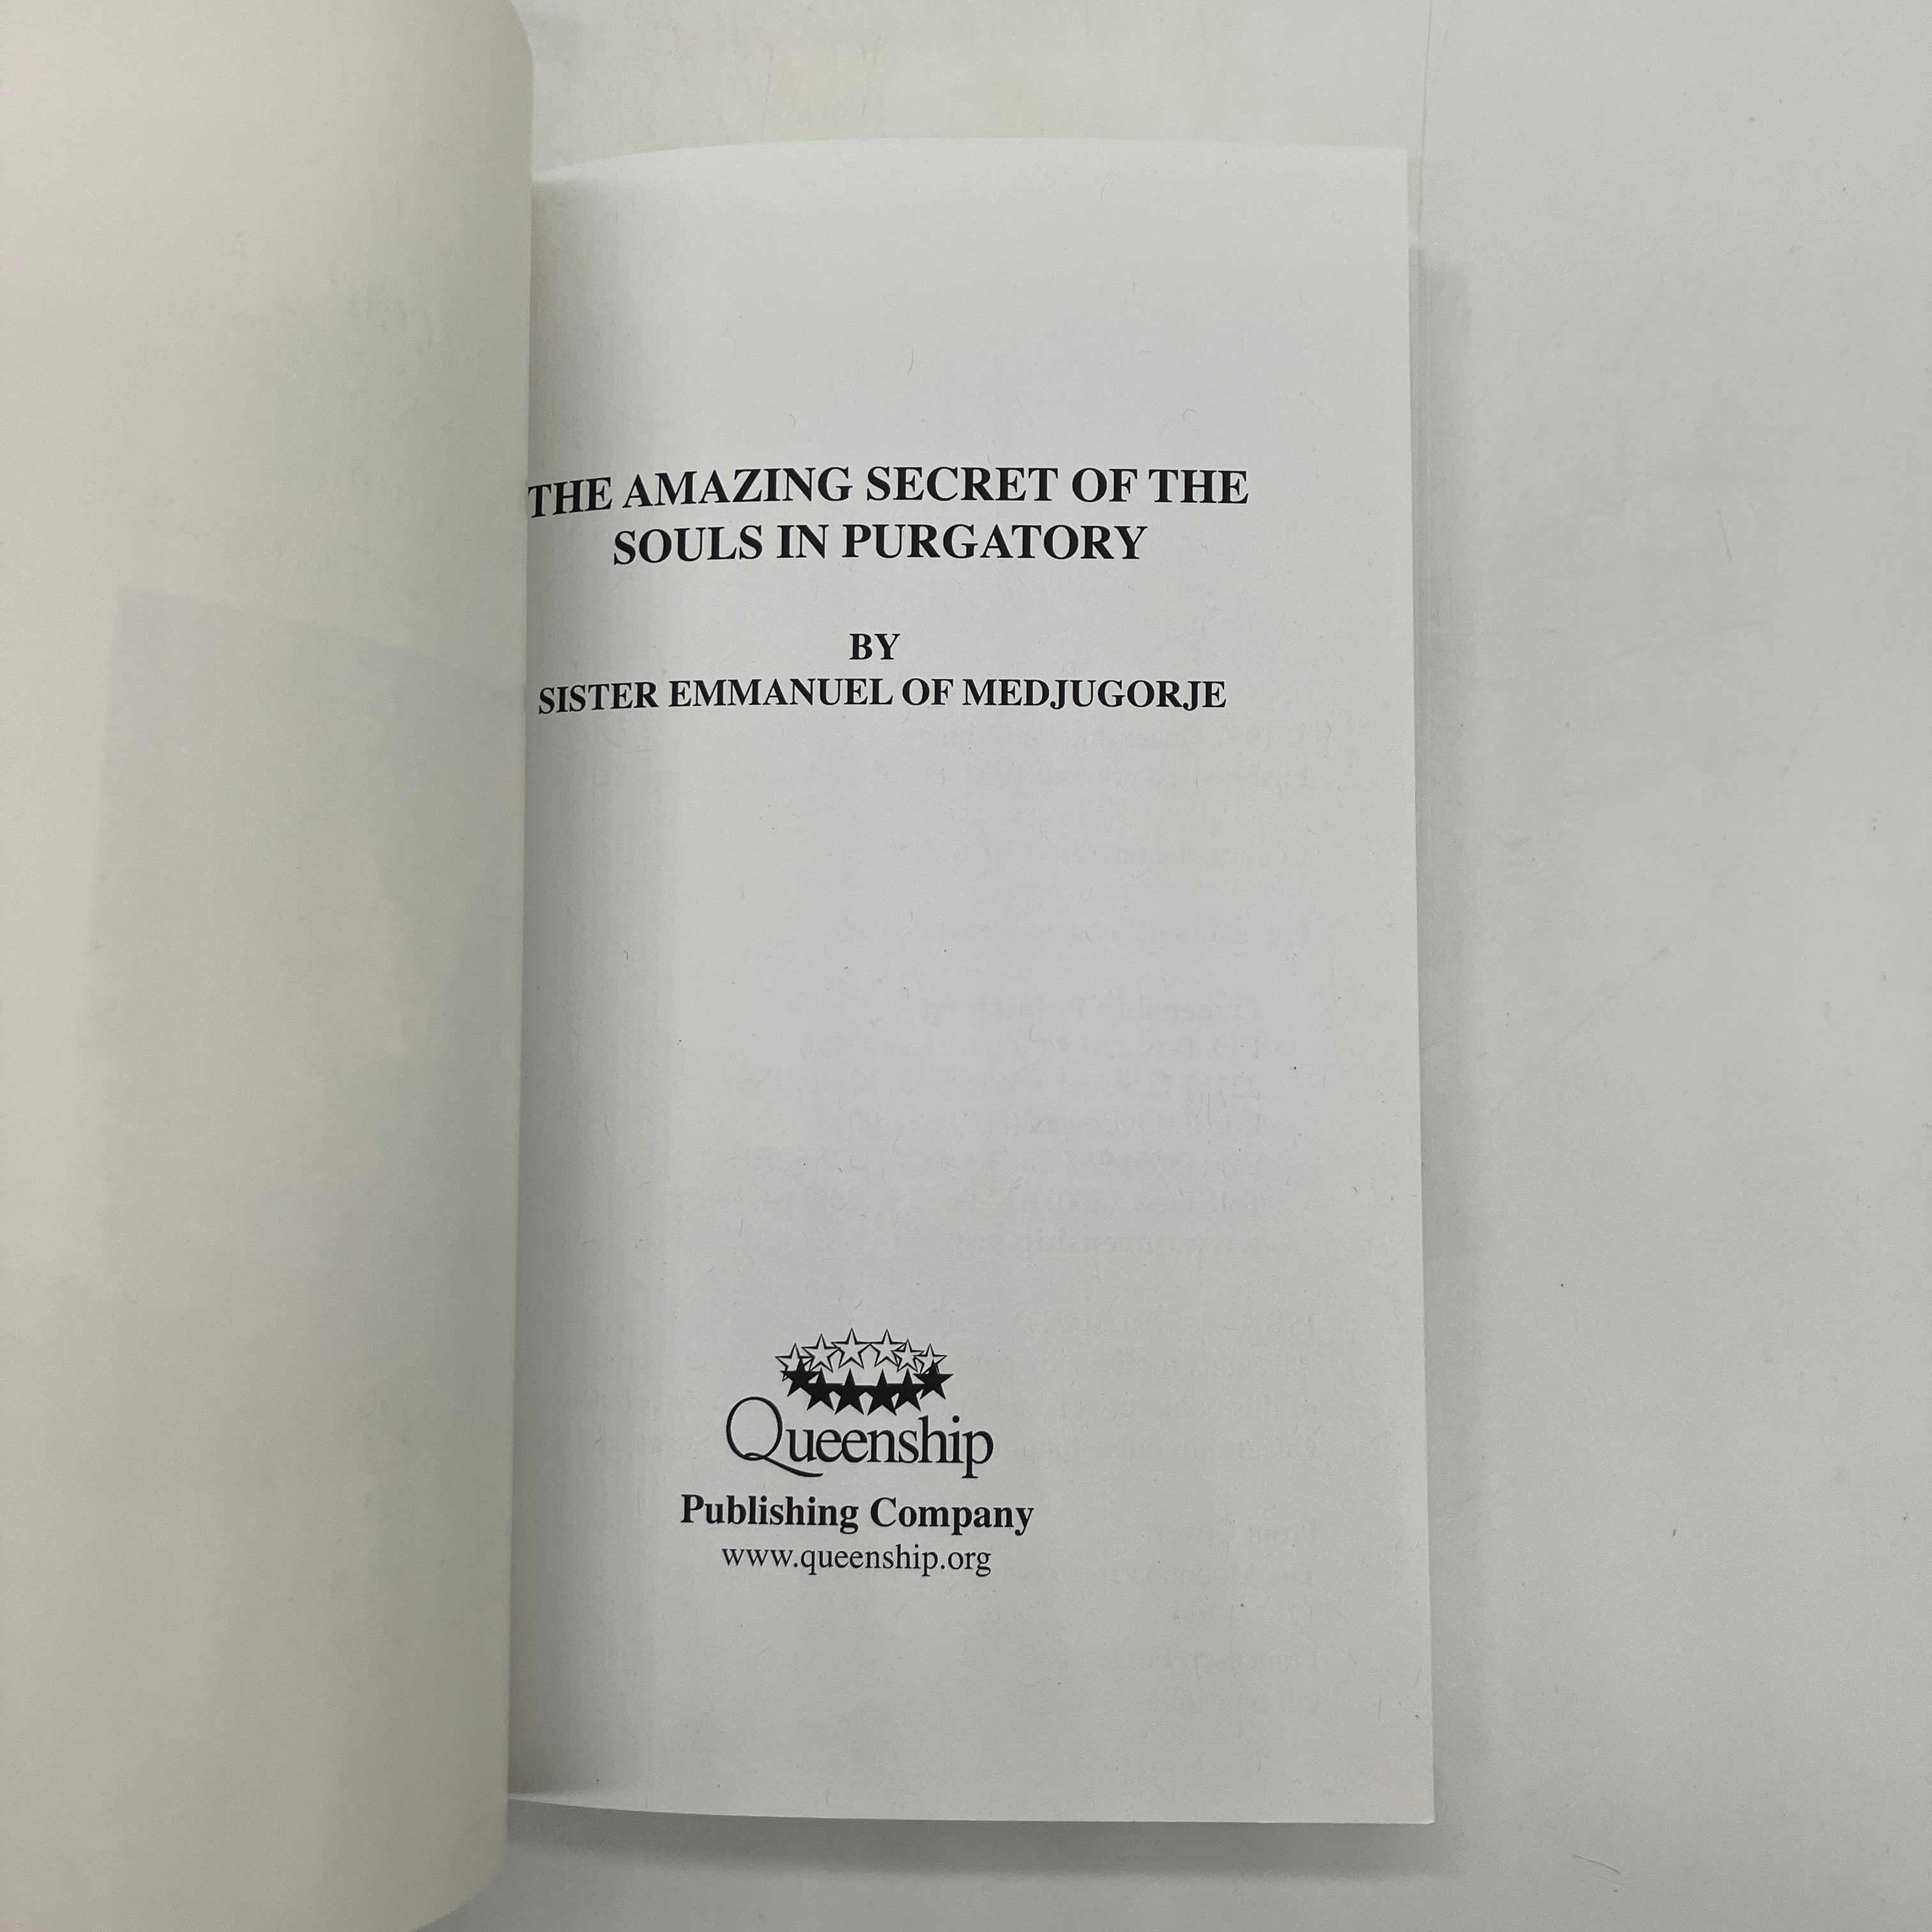 THE AMAZING SECRET OF THE
SOULS IN PURGATORY
BY
SISTER EMMANUEL OF MEDJUGORJE
Queenship
Publishing Company
www.queenship.org